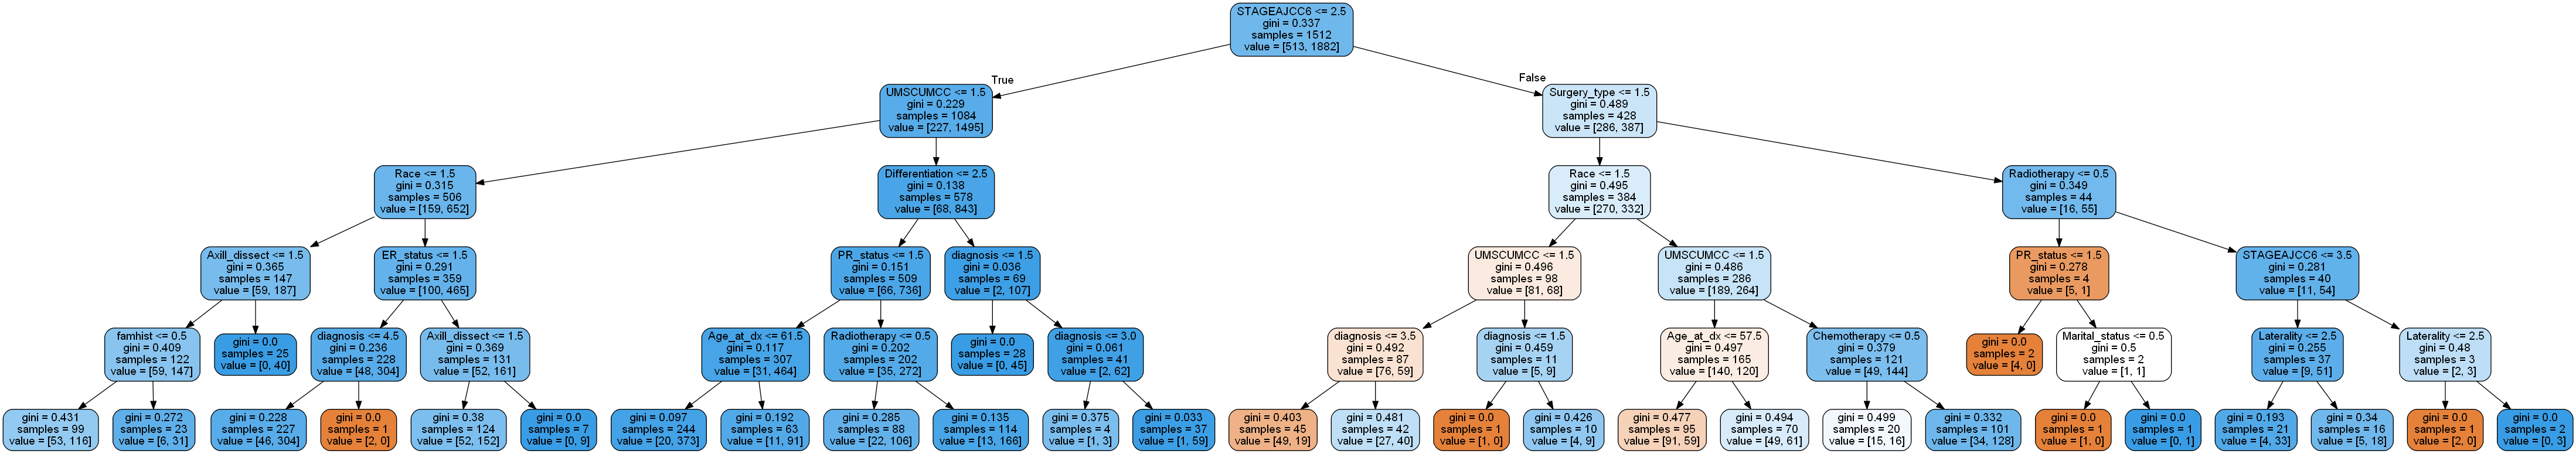 STAGEAJCC6 <= 2.5
gini = 0.337
samples = 1512
value = [513, 1882]
True
False
UMSCUMCC <= 1.5
gini = 0.229
samples = 1084
value = [227, 1495]
Surgery_type <= 1.5
gini = 0.489
samples = 428
value = [286, 387]
Race <= 1.5
gini = 0.315
samples = 506
value = [159, 652]
Differentiation <= 2.5
gini = 0.138
samples = 578
value = [68, 843]
Race <= 1.5
gini = 0.495
samples = 384
value = [270, 332]
Radiotherapy <= 0.5
gini = 0.349
samples = 44
value = [16, 55]
Axill_dissect <= 1.5
gini = 0.365
samples = 147
value = [59, 187]
ER_status <= 1.5
gini = 0.291
samples = 359
value = [100, 465]
PR_status <= 1.5
gini = 0.151
samples = 509
value = [66, 736]
diagnosis <= 1.5
gini = 0.036
samples = 69
value = [2, 107]
UMSCUMCC <= 1.5
gini = 0.496
samples = 98
value = [81, 68]
UMSCUMCC <= 1.5
gini = 0.486
samples = 286
value = [189, 264]
PR_status <= 1.5
gini = 0.278
samples = 4
value = [5, 1]
STAGEAJCC6 <= 3.5
gini = 0.281
samples = 40
value = [11, 54]
famhist <= 0.5
gini = 0.409
samples = 122
value = [59, 147]
gini = 0.0
samples = 25
value = [0, 40]
diagnosis <= 4.5
gini = 0.236
samples = 228
value = [48, 304]
Axill_dissect <= 1.5
gini = 0.369
samples = 131
value = [52, 161]
Age_at_dx <= 61.5
gini = 0.117
samples = 307
value = [31, 464]
Radiotherapy <= 0.5
gini = 0.202
samples = 202
value = [35, 272]
gini = 0.0
samples = 28
value = [0, 45]
diagnosis <= 3.0
gini = 0.061
samples = 41
value = [2, 62]
diagnosis <= 3.5
gini = 0.492
samples = 87
value = [76, 59]
diagnosis <= 1.5
gini = 0.459
samples = 11
value = [5, 9]
Age_at_dx <= 57.5
gini = 0.497
samples = 165
value = [140, 120]
Chemotherapy <= 0.5
gini = 0.379
samples = 121
value = [49, 144]
gini = 0.0
samples = 2
value = [4, 0]
Marital_status <= 0.5
gini = 0.5
samples = 2
value = [1, 1]
Laterality <= 2.5
gini = 0.255
samples = 37
value = [9, 51]
Laterality <= 2.5
gini = 0.48
samples = 3
value = [2, 3]
gini = 0.431
samples = 99
value = [53, 116]
gini = 0.272
samples = 23
value = [6, 31]
gini = 0.228
samples = 227
value = [46, 304]
gini = 0.0
samples = 1
value = [2, 0]
gini = 0.38
samples = 124
value = [52, 152]
gini = 0.0
samples = 7
value = [0, 9]
gini = 0.097
samples = 244
value = [20, 373]
gini = 0.192
samples = 63
value = [11, 91]
gini = 0.285
samples = 88
value = [22, 106]
gini = 0.135
samples = 114
value = [13, 166]
gini = 0.375
samples = 4
value = [1, 3]
gini = 0.033
samples = 37
value = [1, 59]
gini = 0.403
samples = 45
value = [49, 19]
gini = 0.481
samples = 42
value = [27, 40]
gini = 0.0
samples = 1
value = [1, 0]
gini = 0.426
samples = 10
value = [4, 9]
gini = 0.477
samples = 95
value = [91, 59]
gini = 0.494
samples = 70
value = [49, 61]
gini = 0.499
samples = 20
value = [15, 16]
gini = 0.332
samples = 101
value = [34, 128]
gini = 0.0
samples = 1
value = [1, 0]
gini = 0.0
samples = 1
value = [0, 1]
gini = 0.193
samples = 21
value = [4, 33]
gini = 0.34
samples = 16
value = [5, 18]
gini = 0.0
samples = 1
value = [2, 0]
gini = 0.0
samples = 2
value = [0, 3]